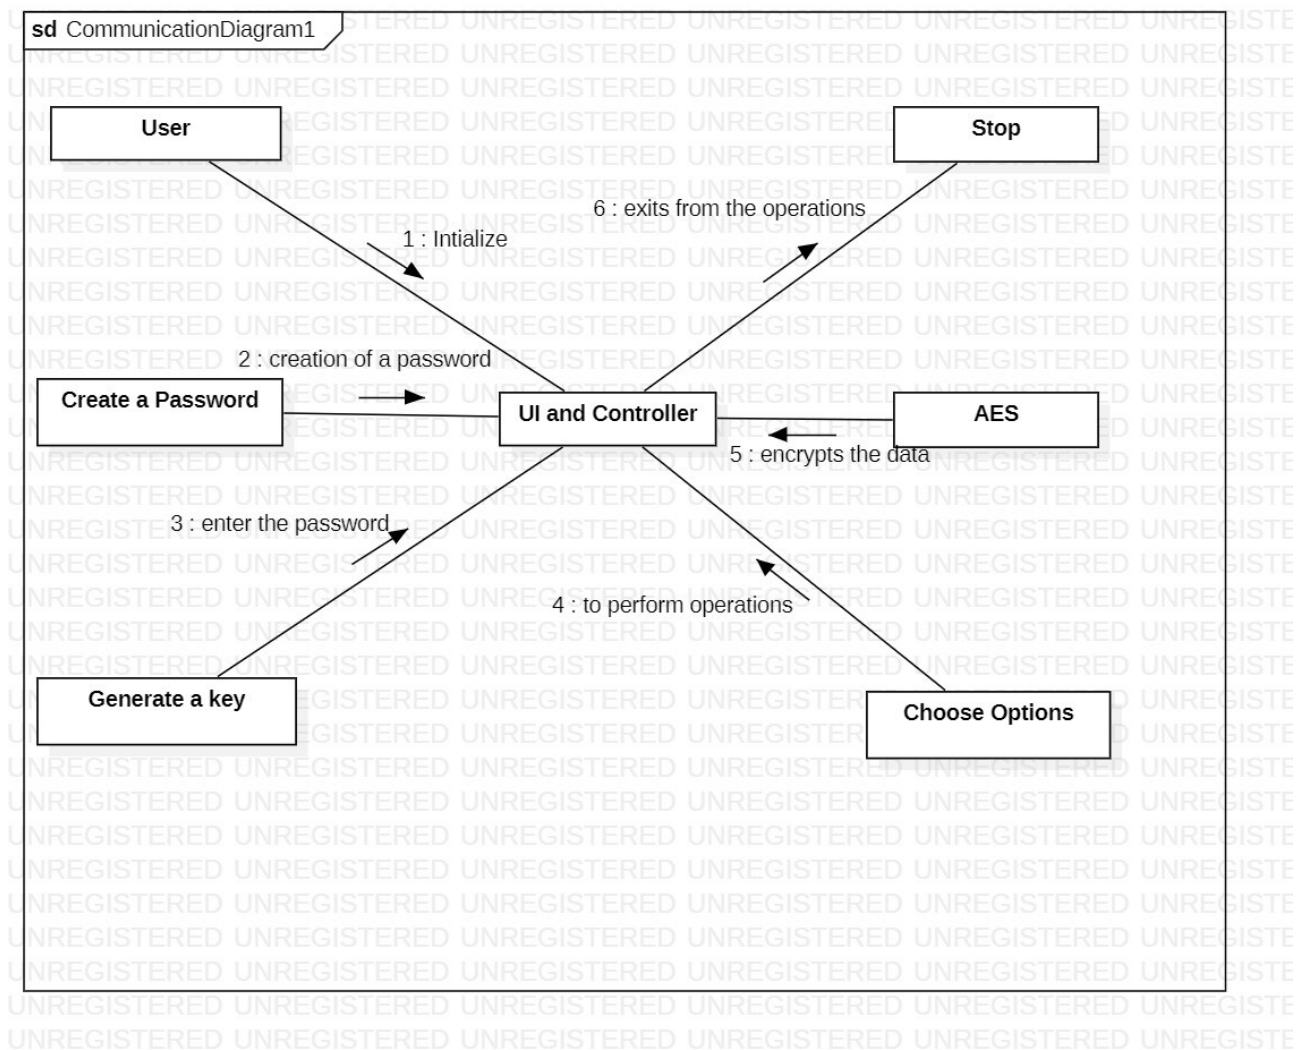 sd CommunicationDiagram1
User
Stop
6 : exits from the operations
1 : Intialize
2 : creation of a password
Create a Password
UI and Controller
AES
5 : encrypts the data
3 : enter the password
4 : to perform operations
Generate a key
Choose Options
UNREGISTERED